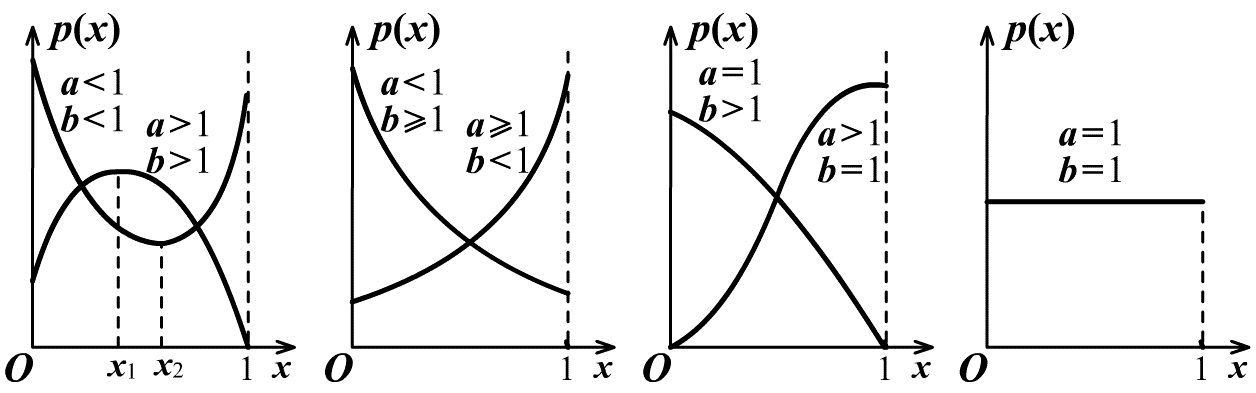 p(x)
a<1
b<1
a>1
b>1
O
x₁
x₂
1
x
p(x)
a<1
b⩾1
a⩾1
b<1
O
1
x
p(x)
a=1
b>1
a>1
b=1
O
1
x
p(x)
a=1
b=1
O
1
x